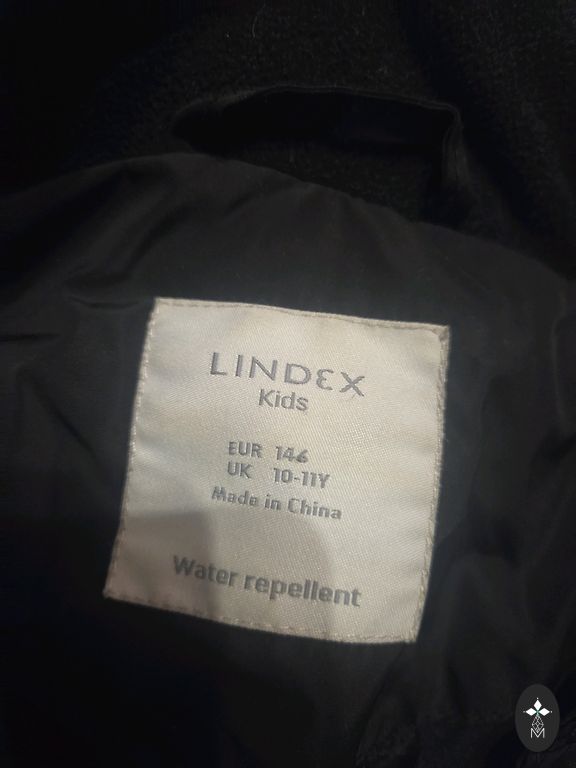 LINDEX
Kids
EUR 146
UK 10-11Y
Made in China
Water repellent
M